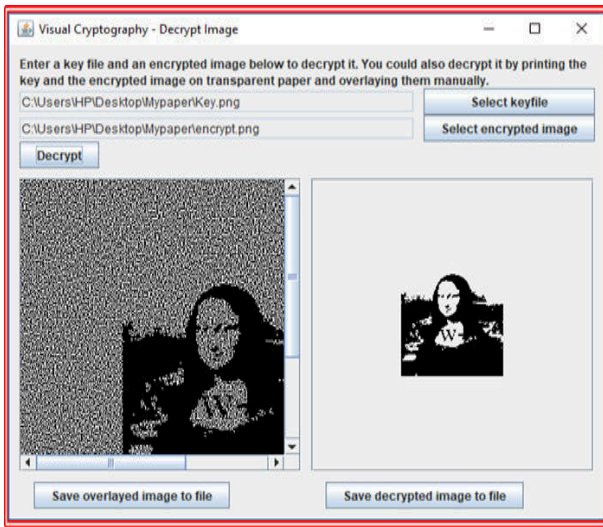 Visual Cryptography - Decrypt Image
Enter a key file and an encrypted image below to decrypt it. You could also decrypt it by printing the
key and the encrypted image on transparent paper and overlaying them manually.
C:\Users\HP\Desktop\Mypaper\Key.png
Select keyfile
C:\Users\HP\Desktop\Mypaper\encrypt.png
Select encrypted image
Decrypt
W-
W-
Save overlayed image to file
Save decrypted image to file